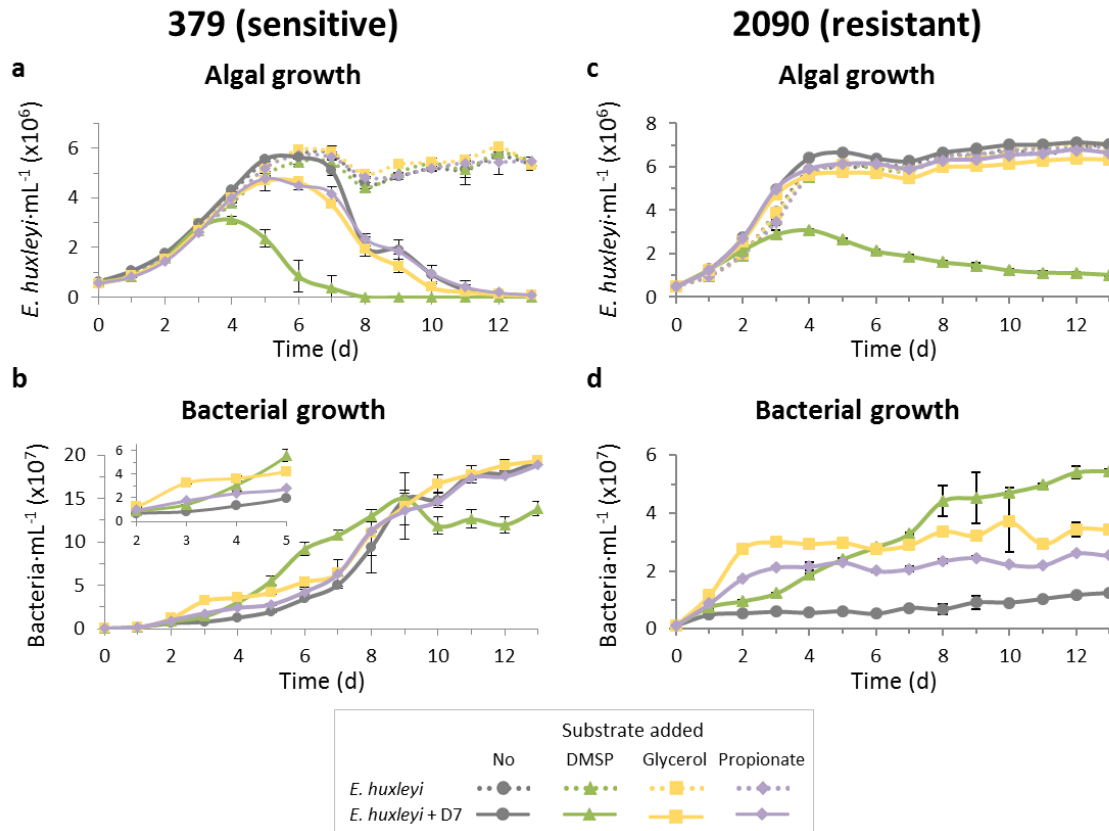 379 (sensitive)
2090 (resistant)
a
Algal growth
E. huxleyi·mL⁻¹ (x10⁶)
8
6
4
2
0
0 2 4 6 8 10 12
Time (d)
c
Algal growth
E. huxleyi·mL⁻¹ (x10⁶)
8
6
4
2
0
0 2 4 6 8 10 12
Time (d)
b
Bacterial growth
Bacteria·mL⁻¹ (x10⁷)
20
15
10
5
0
6
4
2
0
2 3 4 5
0 2 4 6 8 10 12
Time (d)
d
Bacterial growth
Bacteria·mL⁻¹ (x10⁷)
6
4
2
0
0 2 4 6 8 10 12
Time (d)
Substrate added
No DMSP Glycerol Propionate
E. huxleyi
E. huxleyi + D7